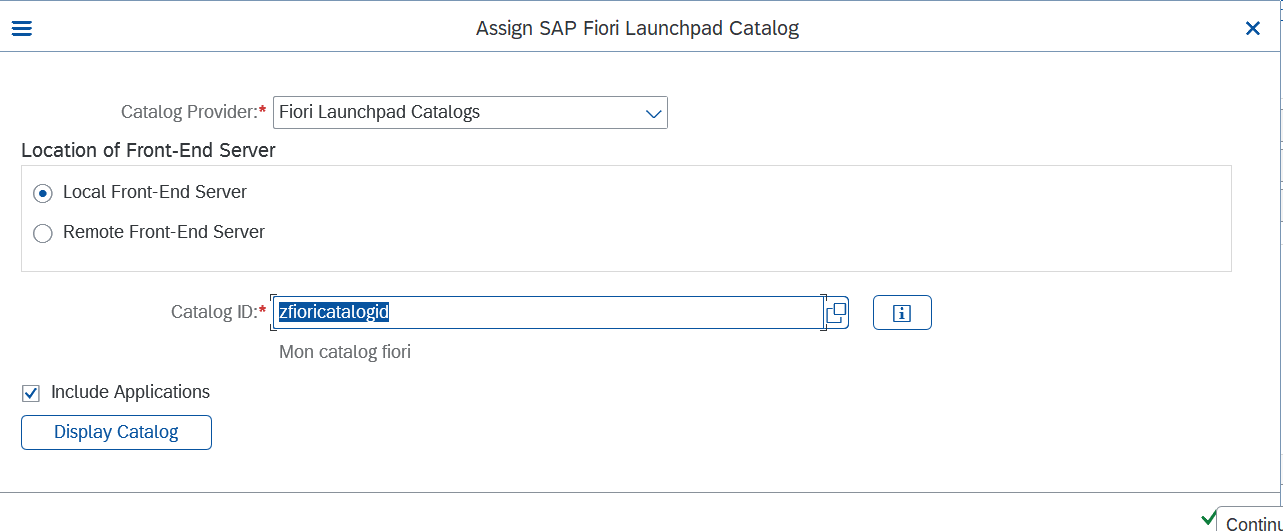 Assign SAP Fiori Launchpad Catalog
Catalog Provider:* Fiori Launchpad Catalogs
Location of Front-End Server
Local Front-End Server
Remote Front-End Server
Catalog ID:* zfioricatalogid
Mon catalog fiori
Include Applications
Display Catalog
Continu